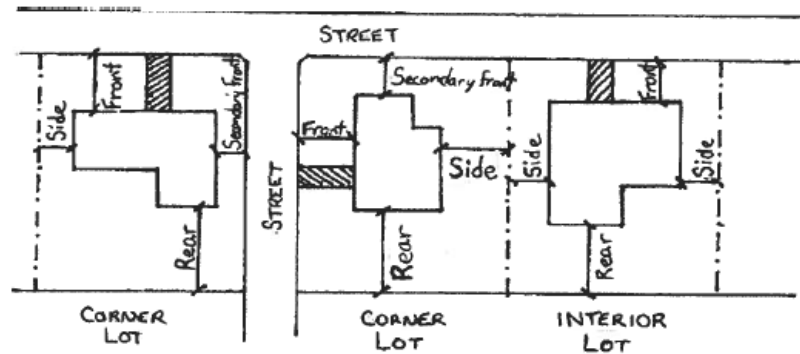 STREET
Front
Secondary front
Side
Rear
STREET
Secondary front
Front
Side
Rear
Front
Side
Side
Rear
CORNER
LOT
CORNER
LOT
INTERIOR
LOT